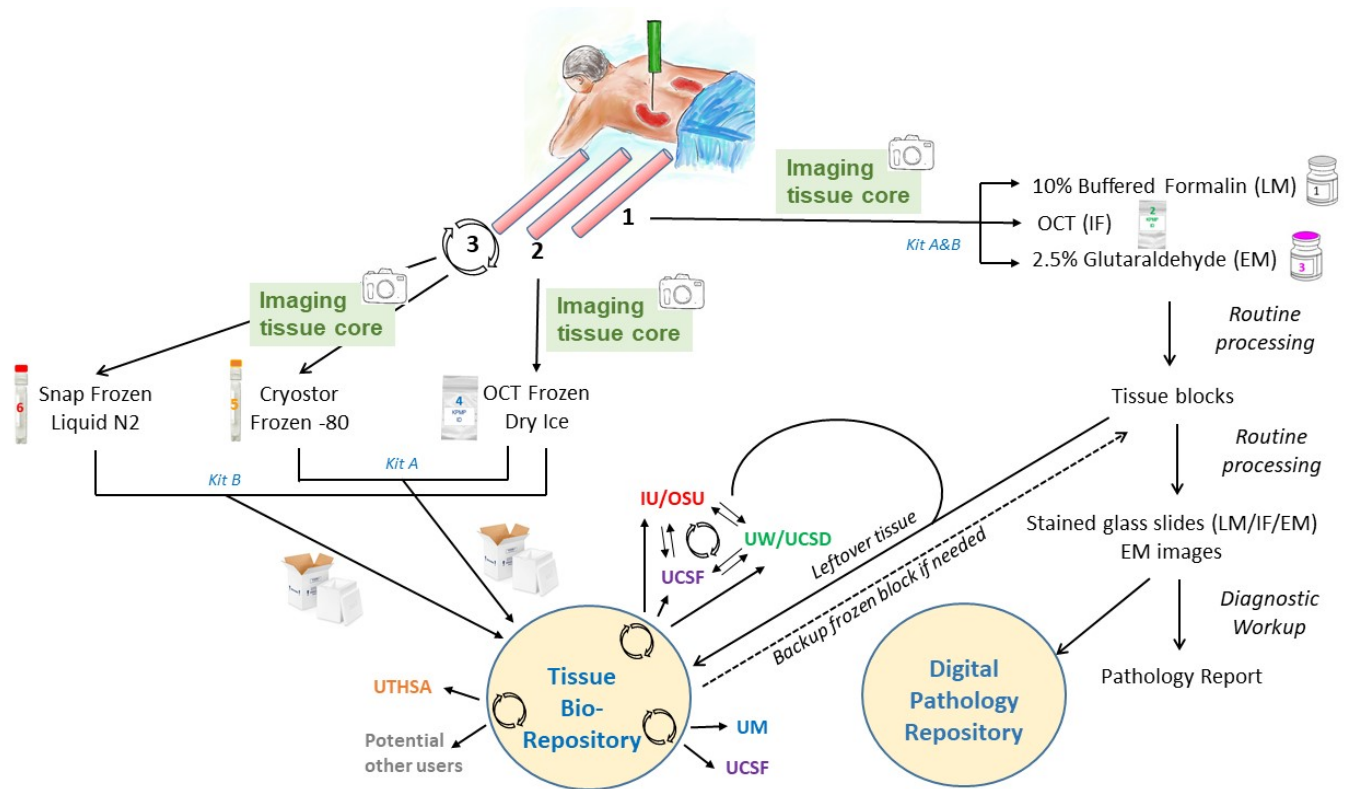 Imaging
tissue core
1
2
3
Kit A&B
10% Buffered Formalin (LM)
1
OCT (IF)
2
KPMP
ID
2.5% Glutaraldehyde (EM)
3
Imaging
tissue core
Imaging
tissue core
Routine
processing
6
Snap Frozen
Liquid N2
5
Cryostor
Frozen -80
4
KPMP
ID
OCT Frozen
Dry Ice
Tissue blocks
Kit B
Kit A
Routine
processing
IU/OSU
UW/UCSD
UCSF
Leftover tissue
Backup frozen block if needed
Stained glass slides (LM/IF/EM)
EM images
Diagnostic
Workup
Pathology Report
Tissue
Bio-
Repository
Digital
Pathology
Repository
UTHSA
Potential
other users
UM
UCSF